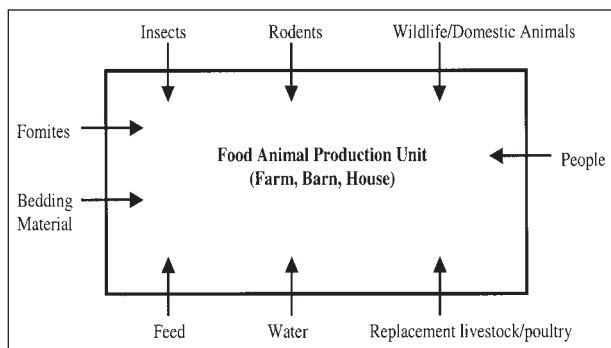 Insects
Rodents
Wildlife/Domestic Animals
Fomites
Food Animal Production Unit
(Farm, Barn, House)
People
Bedding
Material
Feed
Water
Replacement livestock/poultry